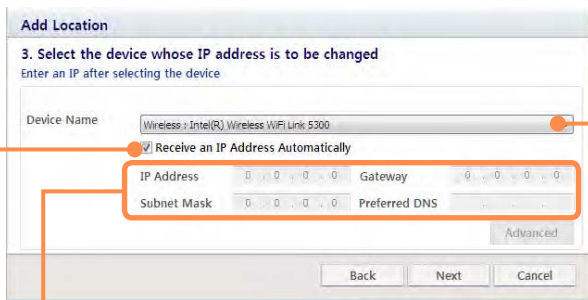 Add Location
3. Select the device whose IP address is to be changed
Enter an IP after selecting the device
Device Name
Wireless : Intel(R) Wireless WiFi Link 5300
Receive an IP Address Automatically
IP Address 0 . 0 . 0 . 0 Gateway 0 . 0 . 0 . 0
Subnet Mask 0 . 0 . 0 . 0 Preferred DNS . . .
Advanced
Back Next Cancel